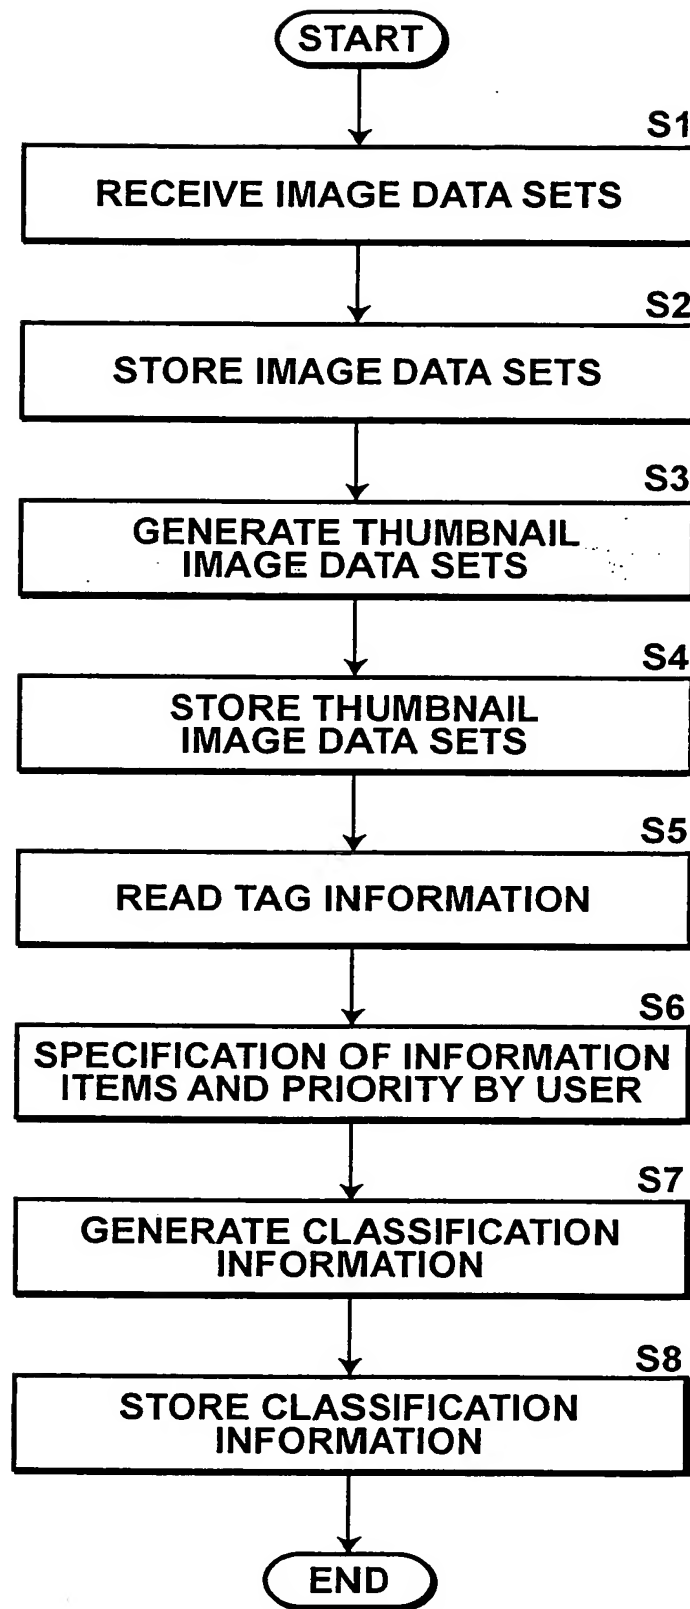 START
S1
RECEIVE IMAGE DATA SETS
S2
STORE IMAGE DATA SETS
S3
GENERATE THUMBNAIL
IMAGE DATA SETS
S4
STORE THUMBNAIL
IMAGE DATA SETS
S5
READ TAG INFORMATION
S6
SPECIFICATION OF INFORMATION
ITEMS AND PRIORITY BY USER
S7
GENERATE CLASSIFICATION
INFORMATION
S8
STORE CLASSIFICATION
INFORMATION
END